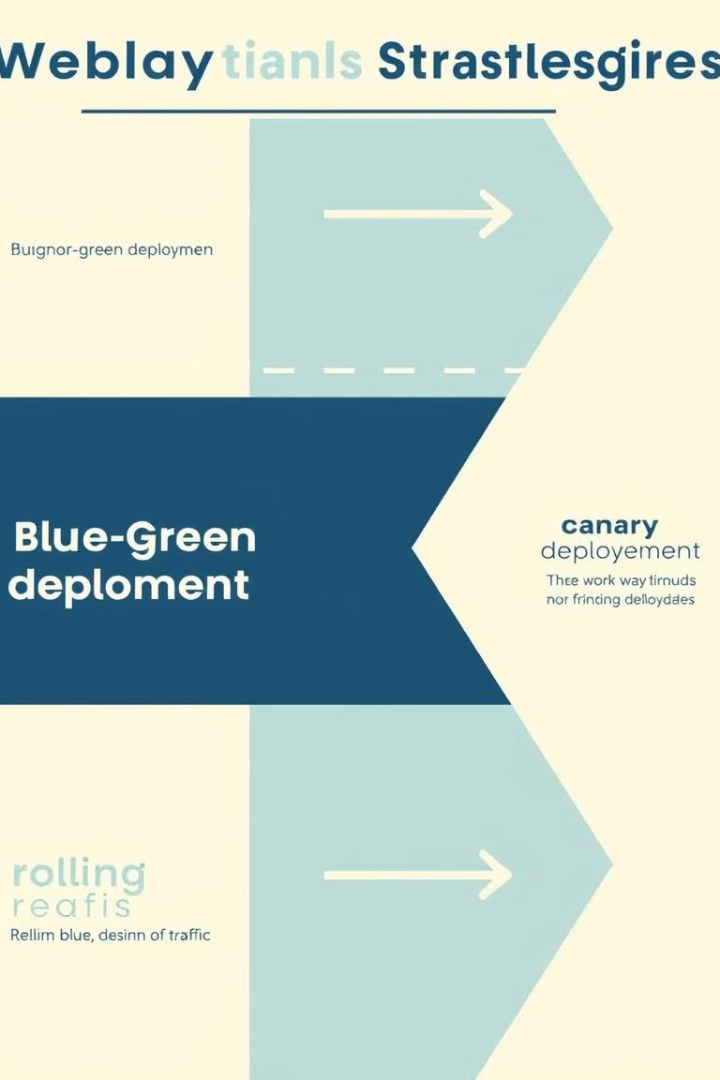 Weblay tianls Strastlesgires
Buignor-green deploymen
Blue-Green
deploment
canary
deployement
Thee work way tirnuds
nor frincing delloyddes
rolling
reafis
Rellim blue, desinn of traffic